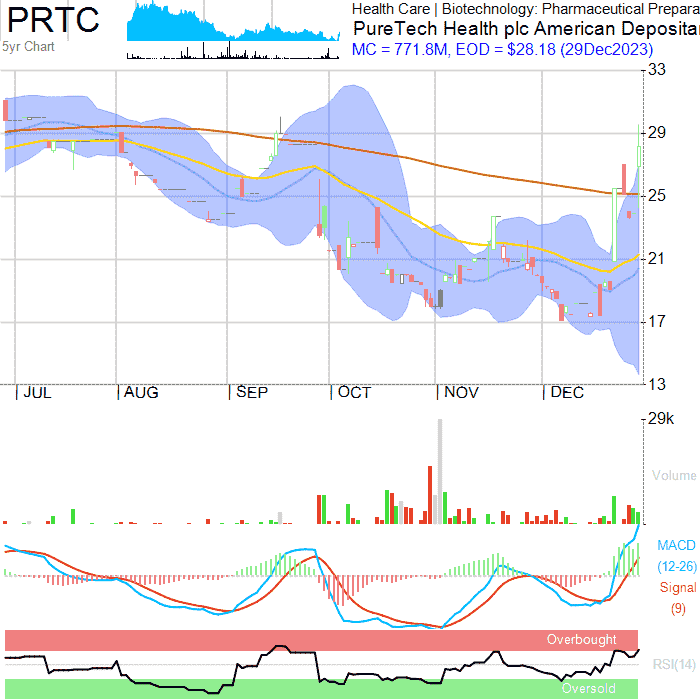 PRTC
5yr Chart
Health Care | Biotechnology: Pharmaceutical Prepara
PureTech Health plc American Depositar
MC = 771.8M, EOD = $28.18 (29Dec2023)
33
29
25
21
17
13
| JUL | AUG | SEP | OCT | NOV | DEC
29k
Volume
MACD
(12-26)
Signal
(9)
Overbought
RSI(14)
Oversold